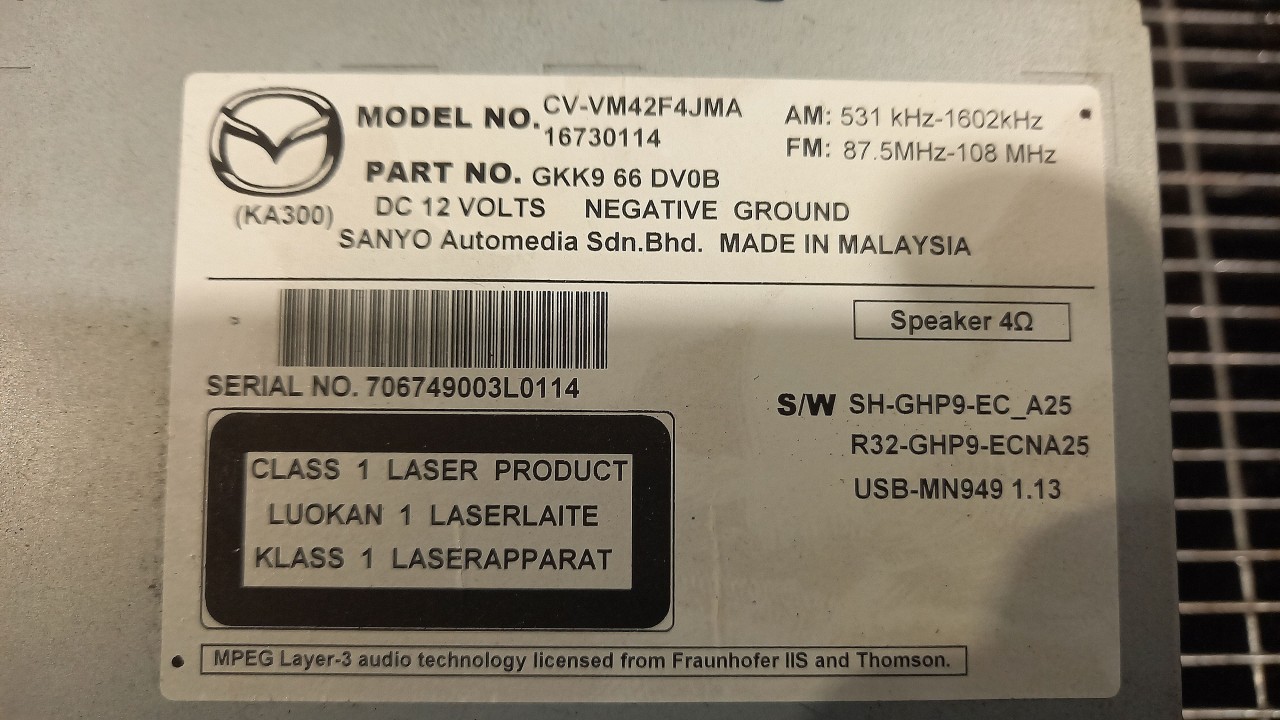 MODEL NO. CV-VM42F4JMA
16730114
AM: 531 kHz-1602kHz
FM: 87.5MHz-108 MHz
PART NO. GKK9 66 DV0B
(KA300)
DC 12 VOLTS NEGATIVE GROUND
SANYO Automedia Sdn.Bhd. MADE IN MALAYSIA
Speaker 4Ω
SERIAL NO. 706749003L0114
S/W SH-GHP9-EC_A25
R32-GHP9-ECNA25
USB-MN949 1.13
CLASS 1 LASER PRODUCT
LUOKAN 1 LASERLAITE
KLASS 1 LASERAPPARAT
MPEG Layer-3 audio technology licensed from Fraunhofer IIS and Thomson.